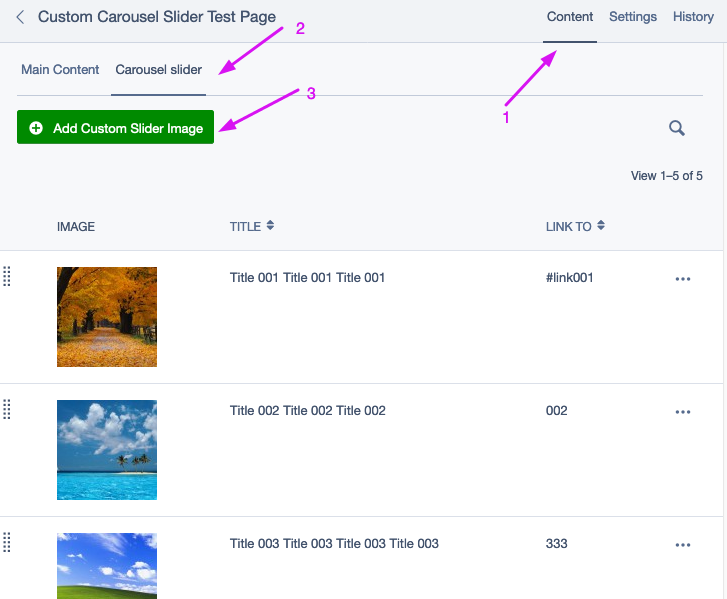 Custom Carousel Slider Test Page
Content Settings History
2
Main Content Carousel slider
3
Add Custom Slider Image
1
View 1–5 of 5
IMAGE TITLE LINK TO
Title 001 Title 001 Title 001 #link001
Title 002 Title 002 Title 002 002
Title 003 Title 003 Title 003 Title 003 333